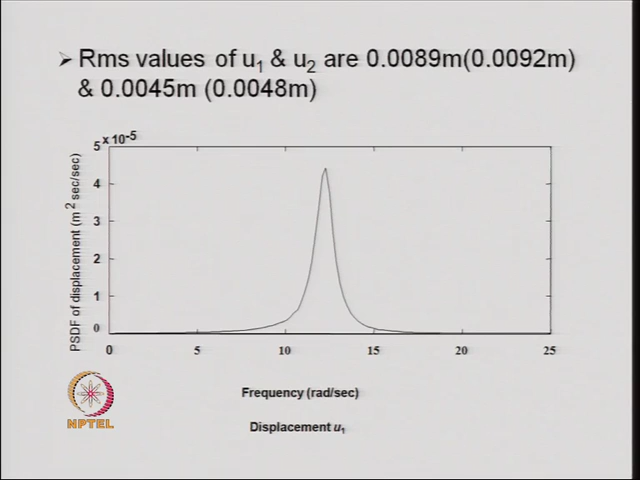 ➢ Rms values of u₁ & u₂ are 0.0089m(0.0092m)
& 0.0045m (0.0048m)
5 x 10⁻⁵
4
3
2
1
0
PSDF of displacement (m² sec/sec)
0 5 10 15 20 25
Frequency (rad/sec)
Displacement u₁
NPTEL